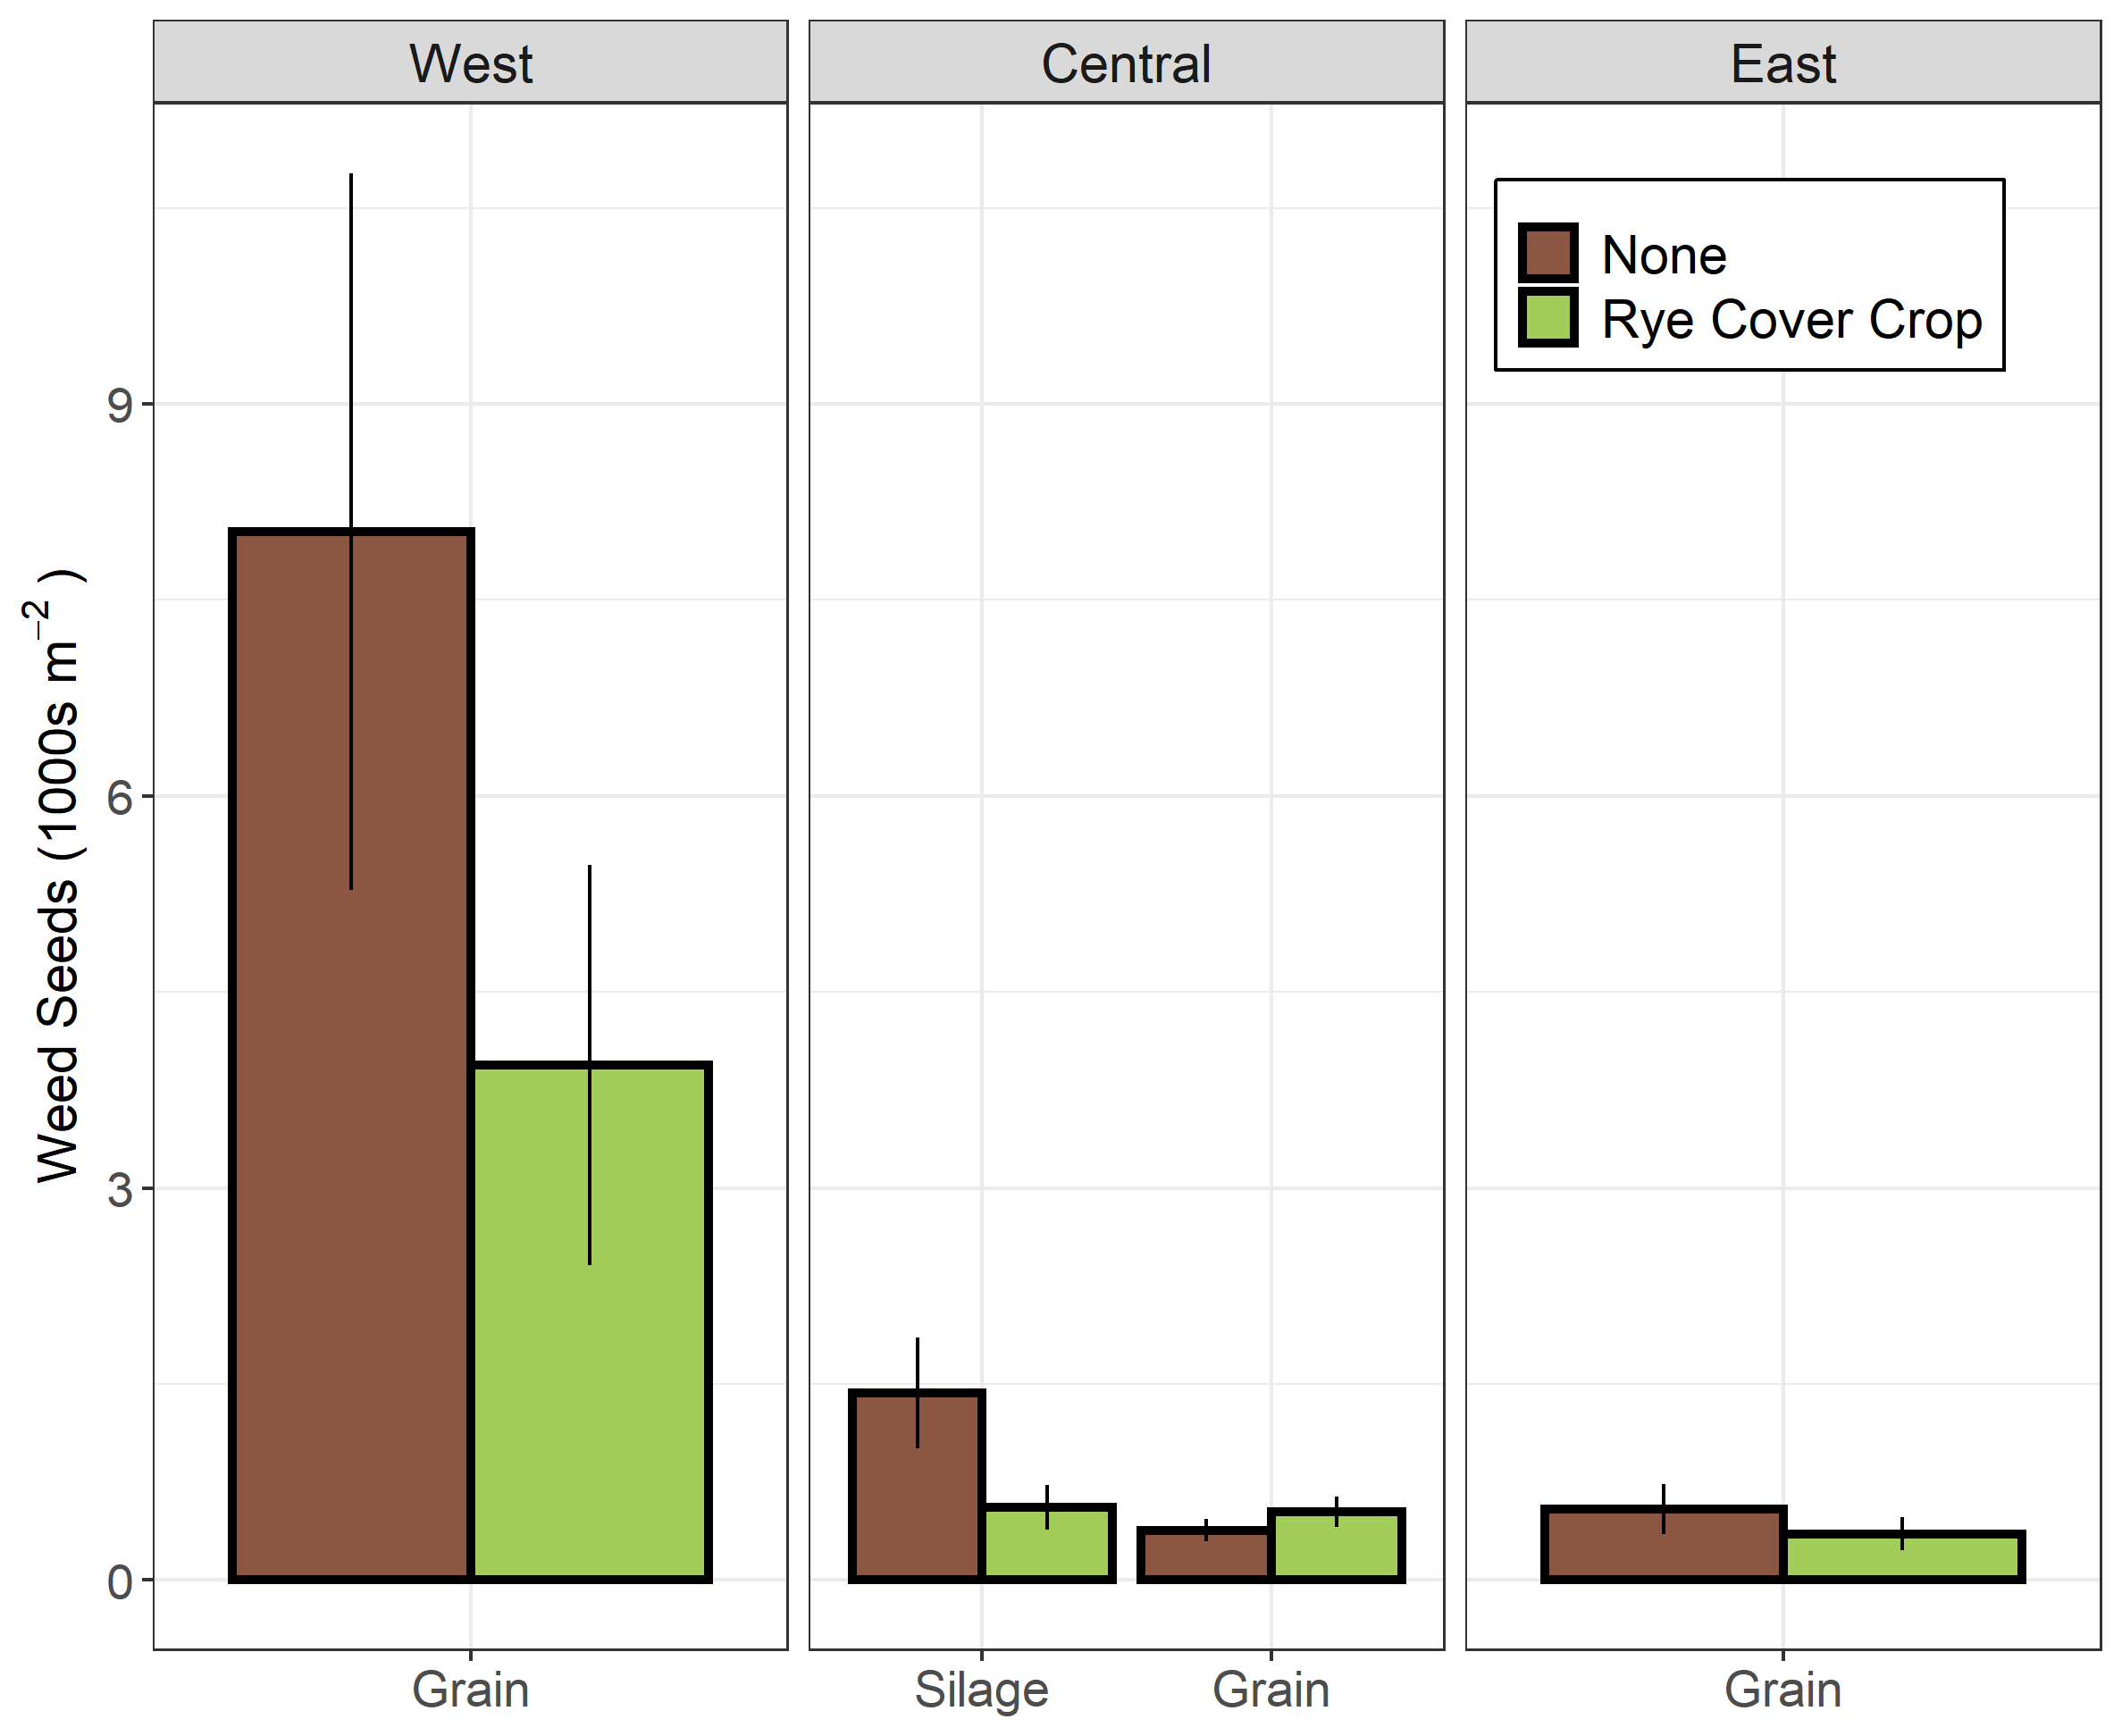 West
Central
East
None
Rye Cover Crop
Weed Seeds (1000s m⁻²)
9
6
3
0
Grain
Silage
Grain
Grain